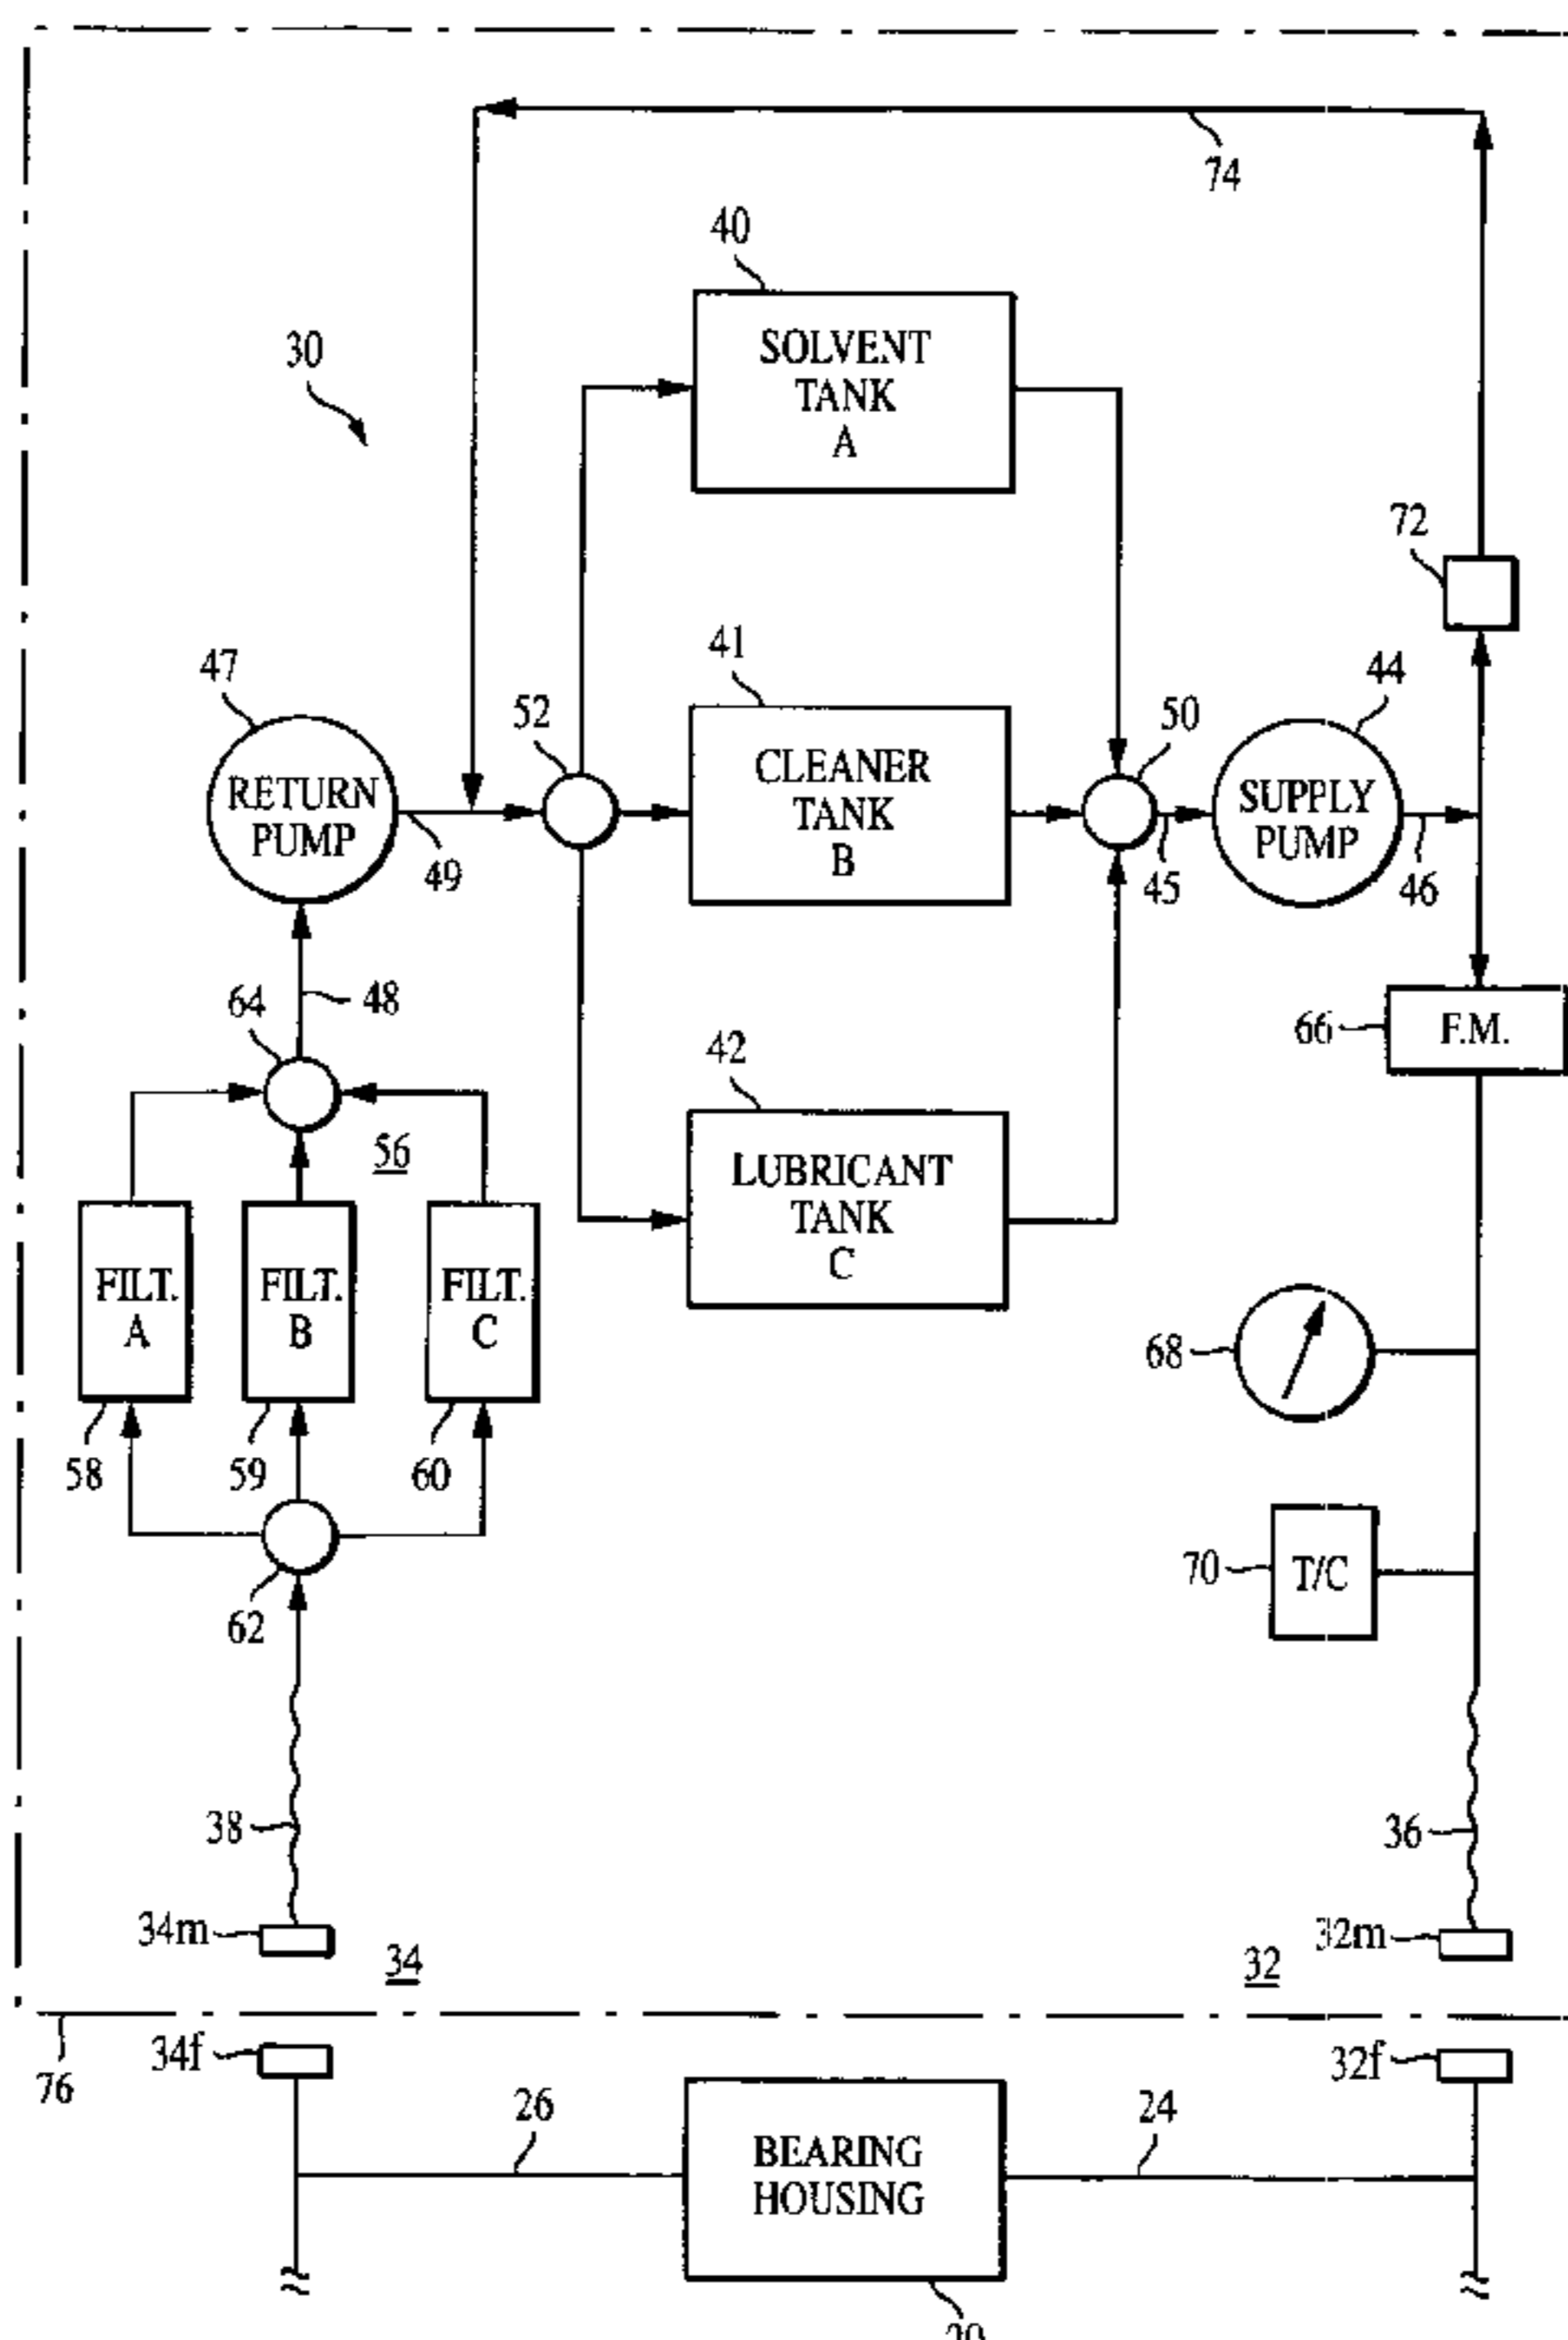 74
40
SOLVENT
TANK
A
30
72
47
52
41
50
44
RETURN
PUMP
CLEANER
TANK
B
SUPPLY
PUMP
49
45
46
64
48
66
F.M.
42
56
LUBRICANT
TANK
C
FILT.
A
FILT.
B
FILT.
C
68
58
59
60
70
T/C
62
38
36
34m
34
32
32m
76
34f
32f
26
24
BEARING
HOUSING